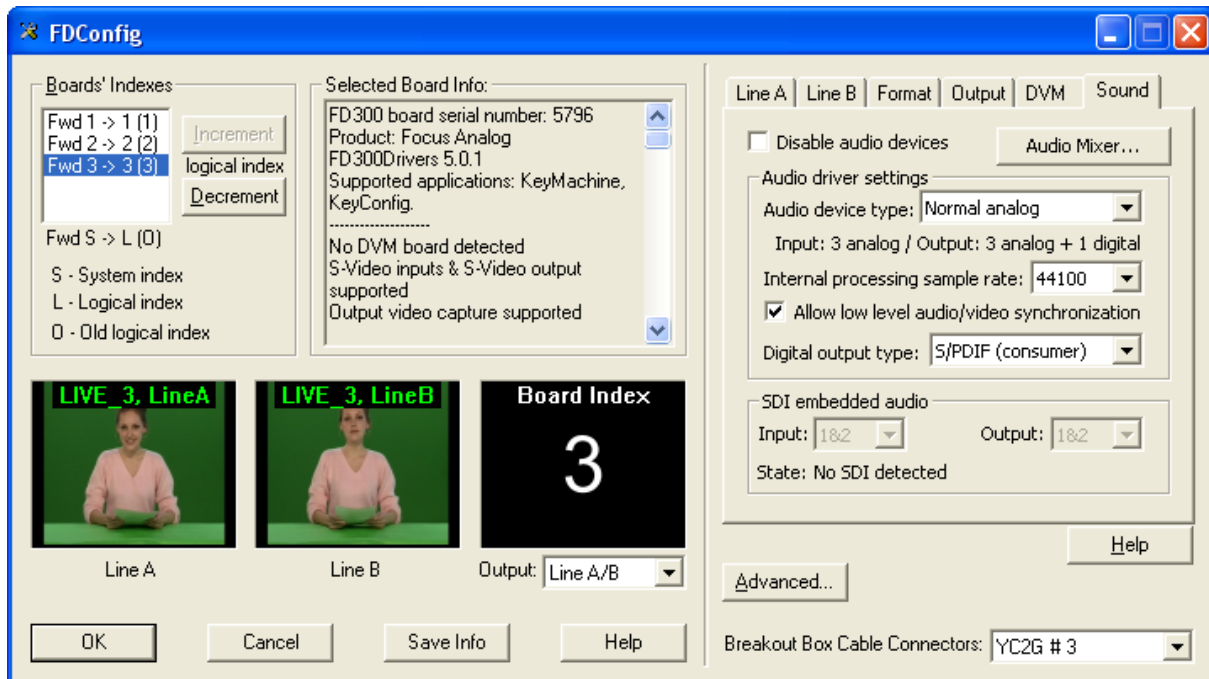 FDConfig
Boards' Indexes
Fwd 1 -> 1 (1)
Fwd 2 -> 2 (2)
Fwd 3 -> 3 (3)
Increment
logical index
Decrement
Fwd S -> L (O)
S - System index
L - Logical index
O - Old logical index
Selected Board Info:
FD300 board serial number: 5796
Product: Focus Analog
FD300Drivers 5.0.1
Supported applications: KeyMachine,
KeyConfig.
-------------------
No DVM board detected
S-Video inputs & S-Video output
supported
Output video capture supported
LIVE_3, LineA
LIVE_3, LineB
Board Index
3
Line A
Line B
Output: Line A/B
OK
Cancel
Save Info
Help
Line A
Line B
Format
Output
DVM
Sound
Disable audio devices
Audio Mixer...
Audio driver settings
Audio device type: Normal analog
Input: 3 analog / Output: 3 analog + 1 digital
Internal processing sample rate: 44100
Allow low level audio/video synchronization
Digital output type: S/PDIF (consumer)
SDI embedded audio
Input: 1&2
Output: 1&2
State: No SDI detected
Help
Advanced...
Breakout Box Cable Connectors: YC2G # 3